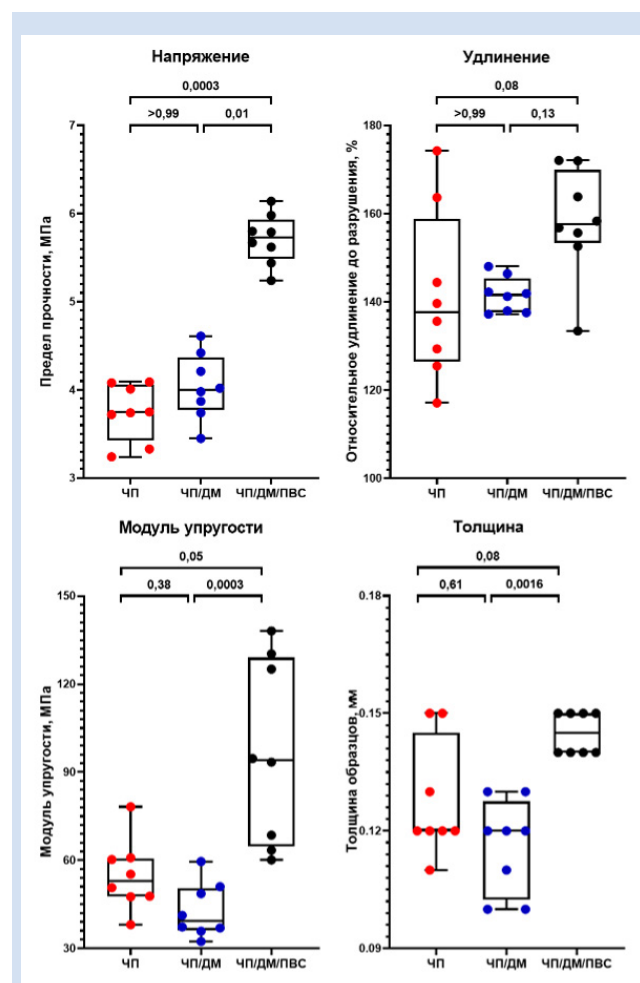 Напряжение
0,0003
>0,99
0,01
Предел прочности, МПа
7
6
5
4
3
ЧП
ЧП/ДМ
ЧП/ДМ/ПВС
Удлинение
0,08
>0,99
0,13
Относительное удлинение до разрушения, %
180
160
140
120
100
ЧП
ЧП/ДМ
ЧП/ДМ/ПВС
Модуль упругости
0,05
0,38
0,0003
Модуль упругости, МПа
150
120
90
60
30
ЧП
ЧП/ДМ
ЧП/ДМ/ПВС
Толщина
0,08
0,61
0,0016
Толщина образцов, мм
0.18
0.15
0.12
0.09
ЧП
ЧП/ДМ
ЧП/ДМ/ПВС